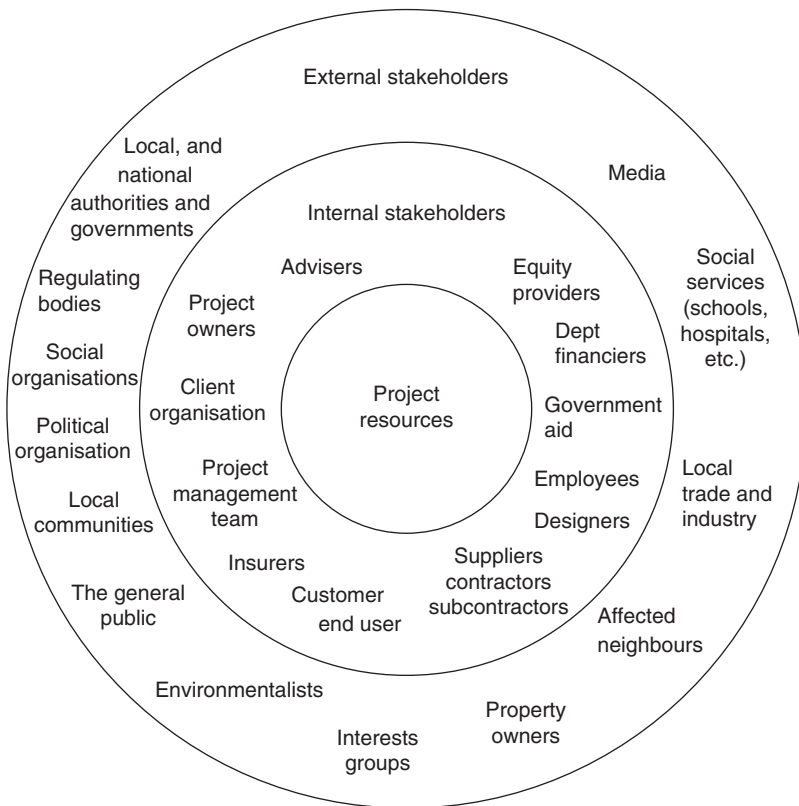 External stakeholders
Local, and
national
authorities and
governments
Media
Internal stakeholders
Advisers
Equity
providers
Social
services
(schools,
hospitals,
etc.)
Regulating
bodies
Project
owners
Dept
financiers
Social
organisations
Client
organisation
Project
resources
Government
aid
Political
organisation
Project
management
team
Employees
Local
trade and
industry
Local
communities
Designers
Insurers
Suppliers
contractors
subcontractors
Customer
end user
The general
public
Affected
neighbours
Environmentalists
Interests
groups
Property
owners